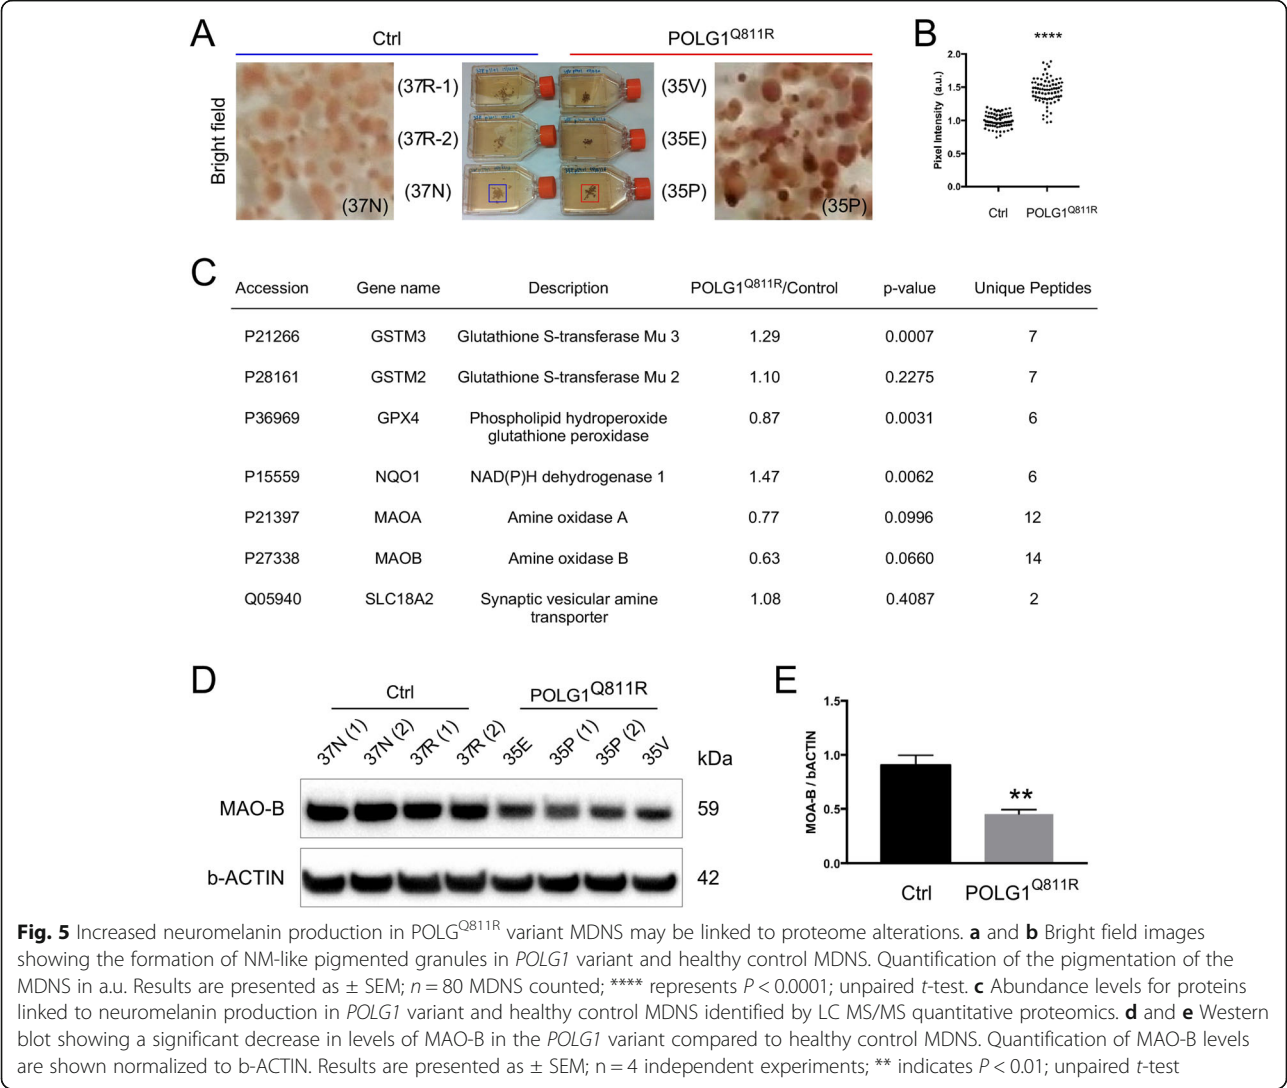 A
Ctrl
POLG1Q811R
B
Bright field
(37R-1)
(37R-2)
(37N)
(37N)
(35V)
(35E)
(35P)
(35P)
****
Pixel Intensity (a.u.)
2.0
1.5
1.0
0.5
0.0
Ctrl POLG1Q811R
C
Accession Gene name Description POLG1Q811R/Control p-value Unique Peptides
P21266 GSTM3 Glutathione S-transferase Mu 3 1.29 0.0007 7
P28161 GSTM2 Glutathione S-transferase Mu 2 1.10 0.2275 7
P36969 GPX4 Phospholipid hydroperoxide 0.87 0.0031 6
glutathione peroxidase
P15559 NQO1 NAD(P)H dehydrogenase 1 1.47 0.0062 6
P21397 MAOA Amine oxidase A 0.77 0.0996 12
P27338 MAOB Amine oxidase B 0.63 0.0660 14
Q05940 SLC18A2 Synaptic vesicular amine 1.08 0.4087 2
transporter
D
Ctrl
POLG1Q811R
37N (1) 37N (2) 37R (1) 37R (2) 35E 35P (1) 35P (2) 35V
kDa
MAO-B 59
b-ACTIN 42
E
MOA-B / bACTIN
1.5
1.0
0.5
0.0
**
Ctrl POLG1Q811R
Fig. 5 Increased neuromelanin production in POLGQ811R variant MDNS may be linked to proteome alterations. a and b Bright field images
showing the formation of NM-like pigmented granules in POLG1 variant and healthy control MDNS. Quantification of the pigmentation of the
MDNS in a.u. Results are presented as ± SEM; n = 80 MDNS counted; **** represents P < 0.0001; unpaired t-test. c Abundance levels for proteins
linked to neuromelanin production in POLG1 variant and healthy control MDNS identified by LC MS/MS quantitative proteomics. d and e Western
blot showing a significant decrease in levels of MAO-B in the POLG1 variant compared to healthy control MDNS. Quantification of MAO-B levels
are shown normalized to b-ACTIN. Results are presented as ± SEM; n = 4 independent experiments; ** indicates P < 0.01; unpaired t-test